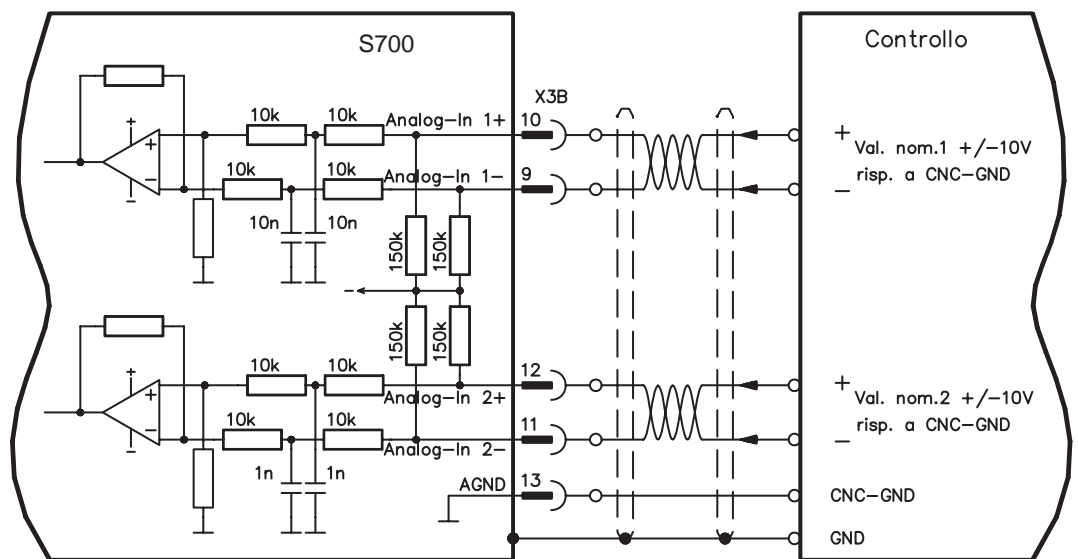 S700
Controllo
X3B
10k
10k
Analog-In 1+
10
+
+
Val. nom.1 +/-10V
risp. a CNC-GND
10k
10k
Analog-In 1-
9
+
-
-
-
10n
10n
150k
150k
-
150k
150k
10k
10k
12
Analog-In 2+
+
+
Val. nom.2 +/-10V
risp. a CNC-GND
10k
10k
11
Analog-In 2-
+
-
-
-
1n
1n
AGND
13
CNC-GND
GND